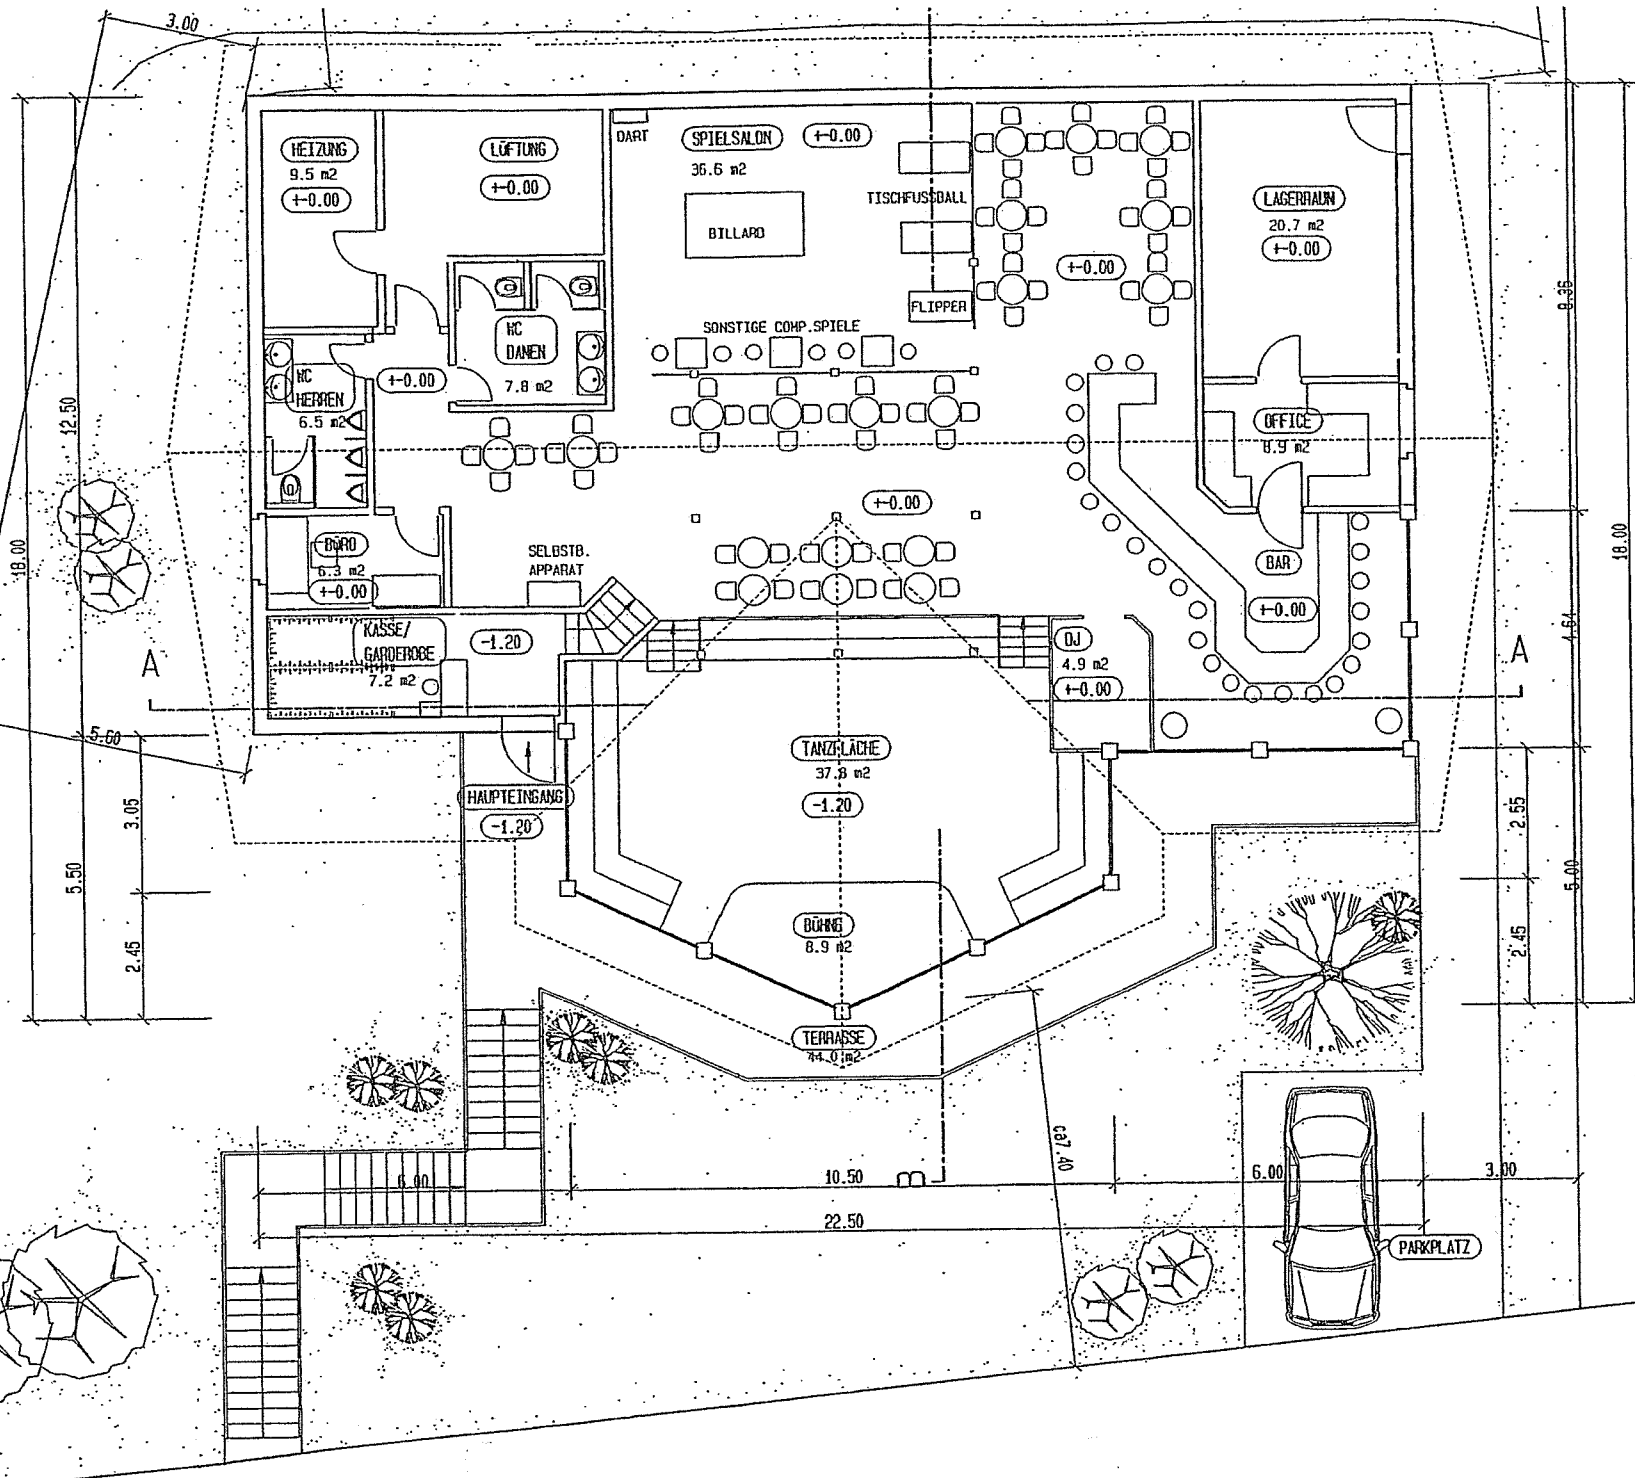 3.00
HEIZUNG
9.5 m2
+-0.00
LÜFTUNG
+-0.00
DART
SPIELSALON
+-0.00
36.6 m2
BILLARD
TISCHFUSSBALL
FLIPPER
SONSTIGE COMP.SPIELE
+-0.00
LAGERRAUM
20.7 m2
+-0.00
9.36
WC
DAMEN
7.8 m2
+-0.00
WC
HERREN
6.5 m2
12.50
18.00
OFFICE
8.9 m2
+-0.00
18.00
BÜRO
6.3 m2
+-0.00
SELBSTB.
APPARAT
BAR
+-0.00
4.64
KASSE/
GARDEROBE
7.2 m2
-1.20
DJ
4.9 m2
+-0.00
A
A
5.60
TANZFLÄCHE
37.8 m2
-1.20
HAUPTEINGANG
-1.20
3.05
5.50
2.45
2.55
5.00
2.45
BÜHNE
8.9 m2
TERRASSE
44.0 m2
ca7.40
6.00
10.50
B
6.00
3.00
22.50
PARKPLATZ